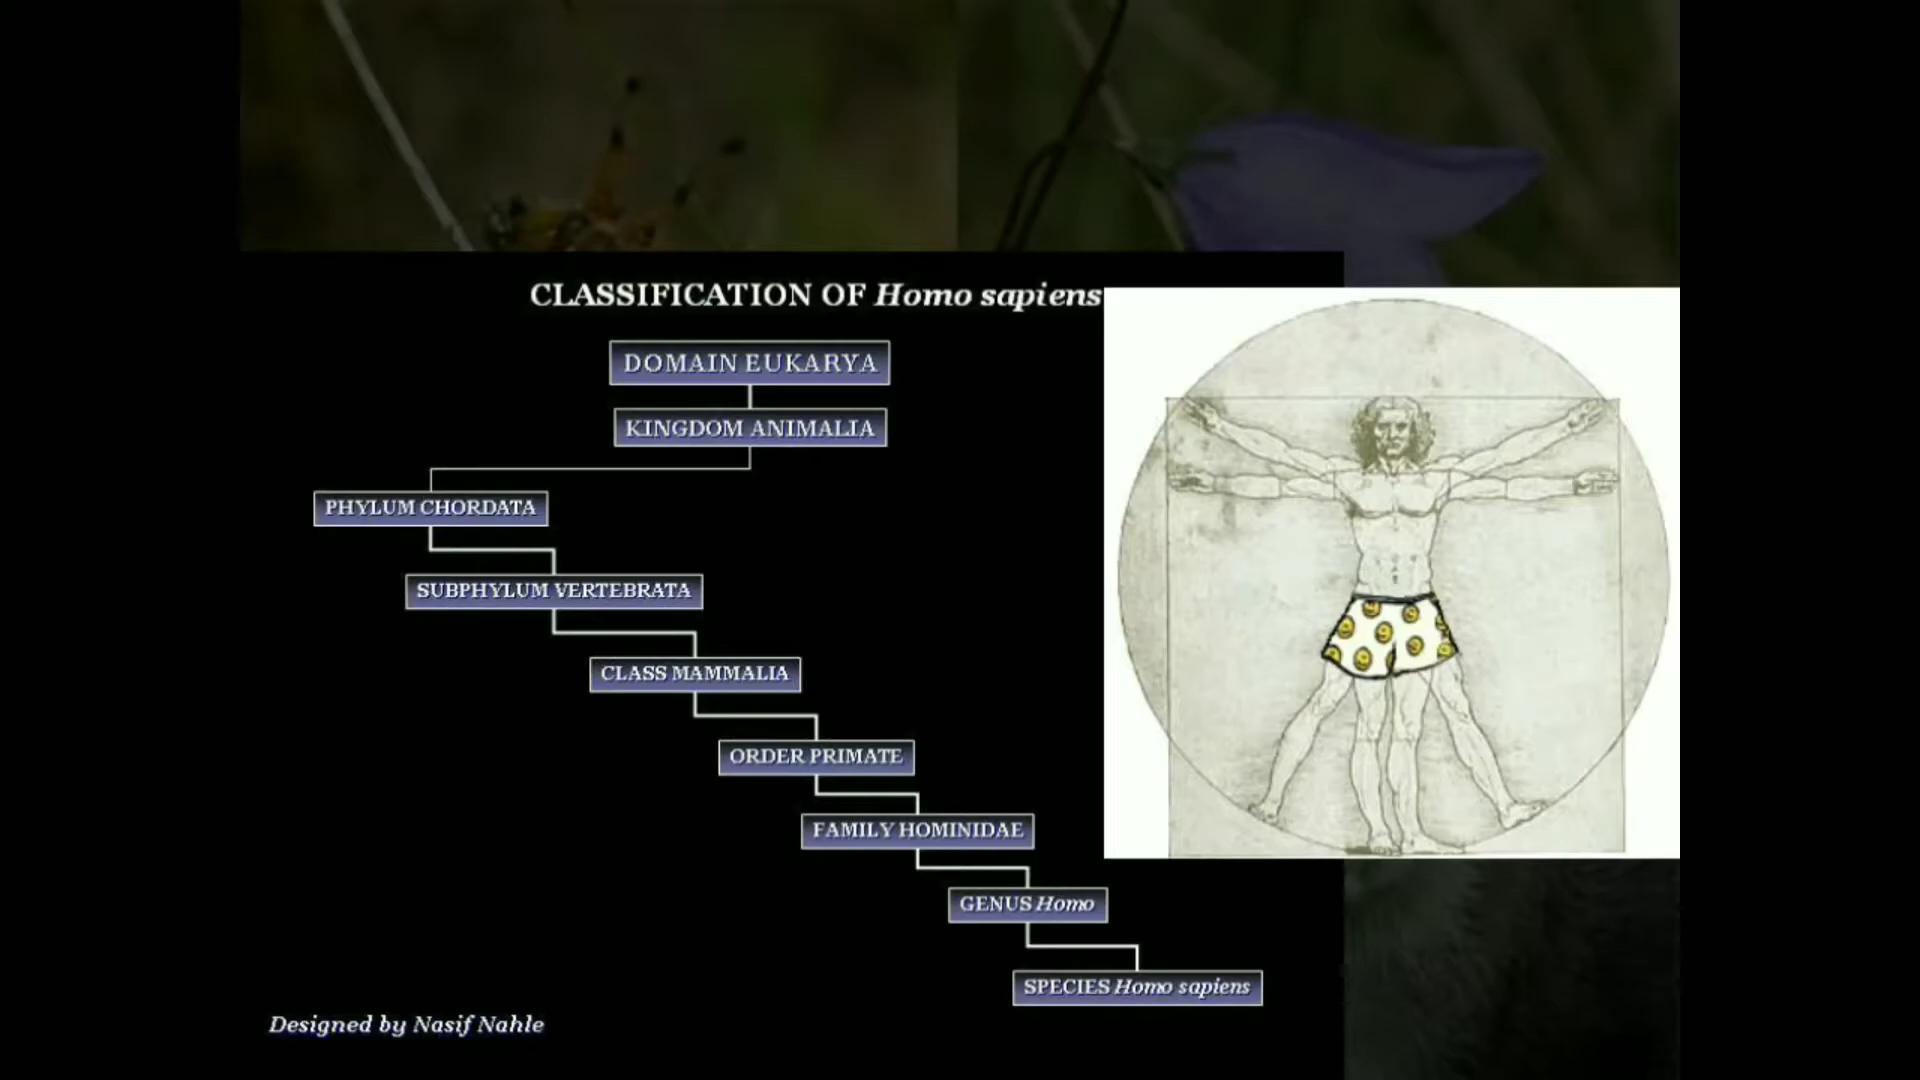 CLASSIFICATION OF Homo sapiens
DOMAIN EUKARYA
KINGDOM ANIMALIA
PHYLUM CHORDATA
SUBPHYLUM VERTEBRATA
CLASS MAMMALIA
ORDER PRIMATE
FAMILY HOMINIDAE
GENUS Homo
SPECIES Homo sapiens
Designed by Nasif Nahle